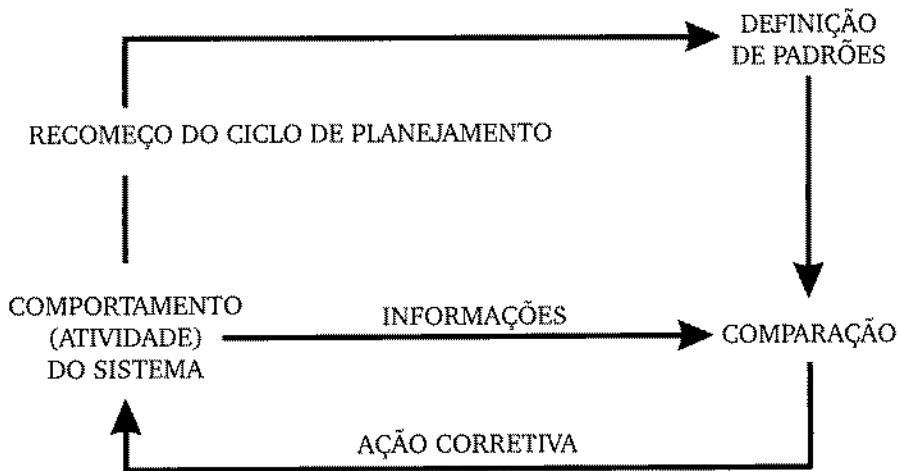 DEFINIÇÃO
DE PADRÕES
RECOMEÇO DO CICLO DE PLANEJAMENTO
COMPORTAMENTO
(ATIVIDADE)
DO SISTEMA
INFORMAÇÕES
COMPARAÇÃO
AÇÃO CORRETIVA